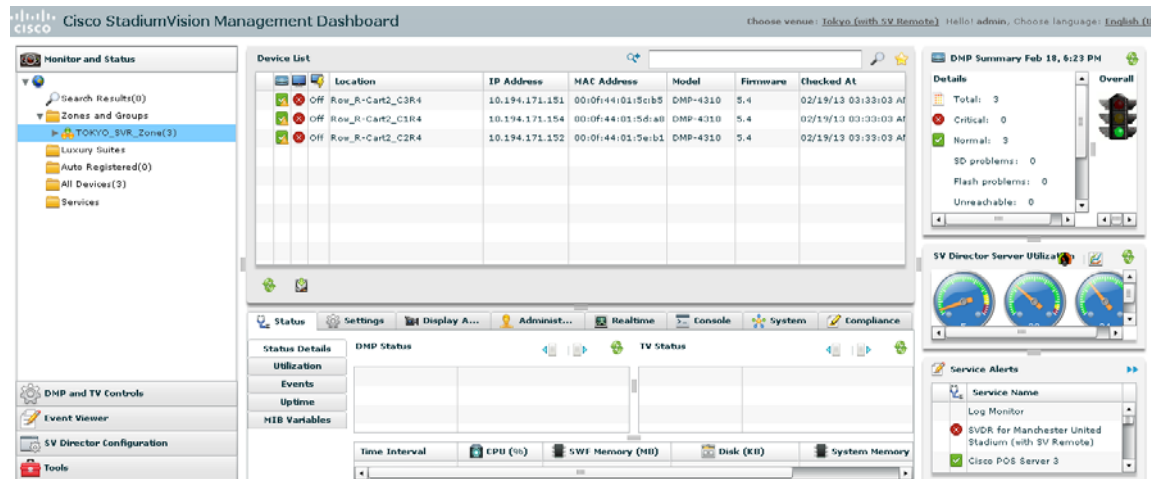 CISCO
Cisco StadiumVision Management Dashboard
Choose venue: Tokyo (with SV Remote) Hello! admin, Choose language: English (U
Monitor and Status
Search Results(0)
Zones and Groups
TOKYO_SVR_Zone(3)
Luxury Suites
Auto Registered(0)
All Devices(3)
Services
DMP and TV Controls
Event Viewer
SV Director Configuration
Tools
Device List
Location IP Address MAC Address Model Firmware Checked At
Off Row_R-Cart2_C3R4 10.194.171.151 00:0f:44:01:5c:b5 DMP-4310 5.4 02/19/13 03:33:03 AM
Off Row_R-Cart2_C1R4 10.194.171.154 00:0f:44:01:5d:a8 DMP-4310 5.4 02/19/13 03:33:03 AM
Off Row_R-Cart2_C2R4 10.194.171.152 00:0f:44:01:5e:b1 DMP-4310 5.4 02/19/13 03:33:03 AM
Status Settings Display A... Administ... Realtime Console System Compliance
Status Details
Utilization
Events
Uptime
MIB Variables
DMP Status
TV Status
Time Interval CPU (%) SWF Memory (MB) Disk (KB) System Memory
DMP Summary Feb 18, 6:23 PM
Details Overall
Total: 3
Critical: 0
Normal: 3
SD problems: 0
Flash problems: 0
Unreachable: 0
SV Director Server
Service Alerts
Service Name
Log Monitor
SVDR for Manchester United
Stadium (with SV Remote)
Cisco POS Server 3